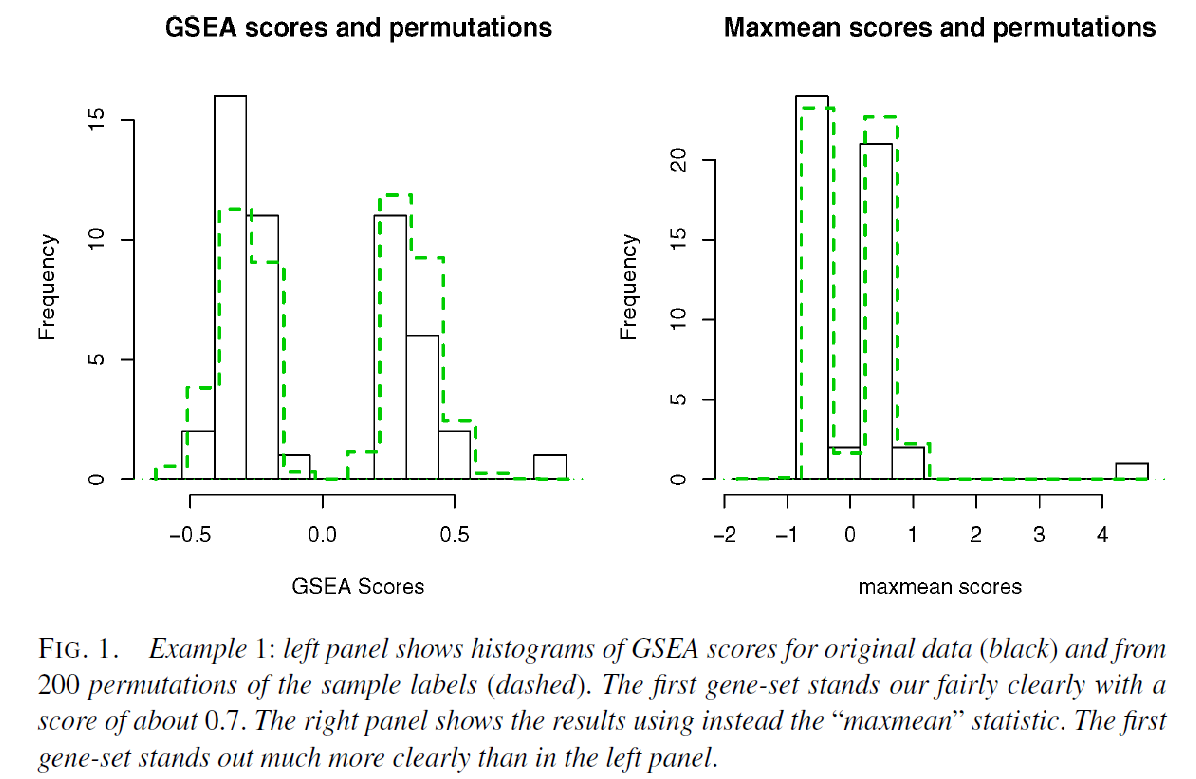 GSEA scores and permutations
Frequency
15
10
5
0
−0.5 0.0 0.5
GSEA Scores
Maxmean scores and permutations
Frequency
20
15
10
5
0
−2 −1 0 1 2 3 4
maxmean scores
FIG. 1. Example 1: left panel shows histograms of GSEA scores for original data (black) and from
200 permutations of the sample labels (dashed). The first gene-set stands our fairly clearly with a
score of about 0.7. The right panel shows the results using instead the “maxmean” statistic. The first
gene-set stands out much more clearly than in the left panel.